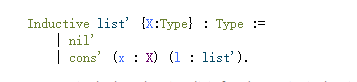 Inductive list' {X:Type} : Type :=
| nil'
| cons' (x : X) (l : list').